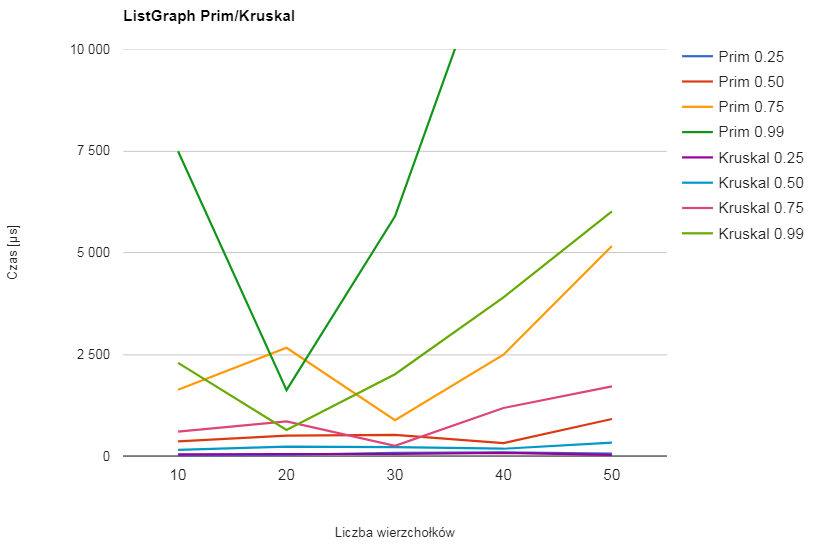 ListGraph Prim/Kruskal
10 000
7 500
5 000
2 500
0
Czas [µs]
10 20 30 40 50
Liczba wierzchołków
Prim 0.25
Prim 0.50
Prim 0.75
Prim 0.99
Kruskal 0.25
Kruskal 0.50
Kruskal 0.75
Kruskal 0.99